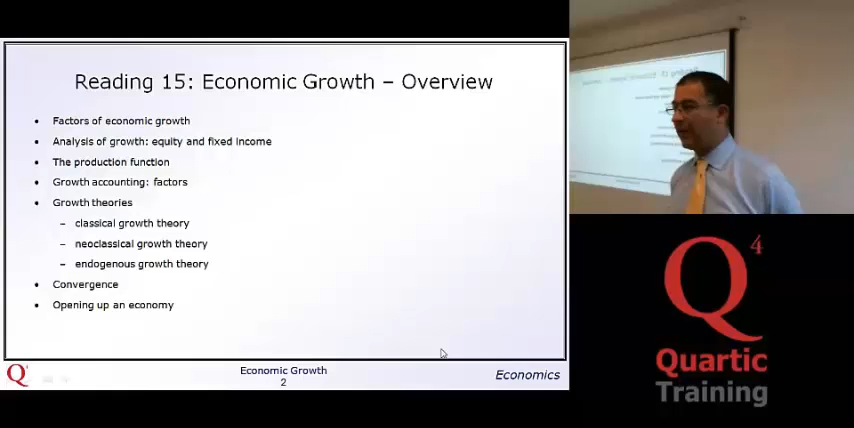 Reading 15: Economic Growth – Overview
• Factors of economic growth
• Analysis of growth: equity and fixed income
• The production function
• Growth accounting: factors
• Growth theories
– classical growth theory
– neoclassical growth theory
– endogenous growth theory
• Convergence
• Opening up an economy
Q4
Economic Growth
2
Economics
Q4
Quartic
Training